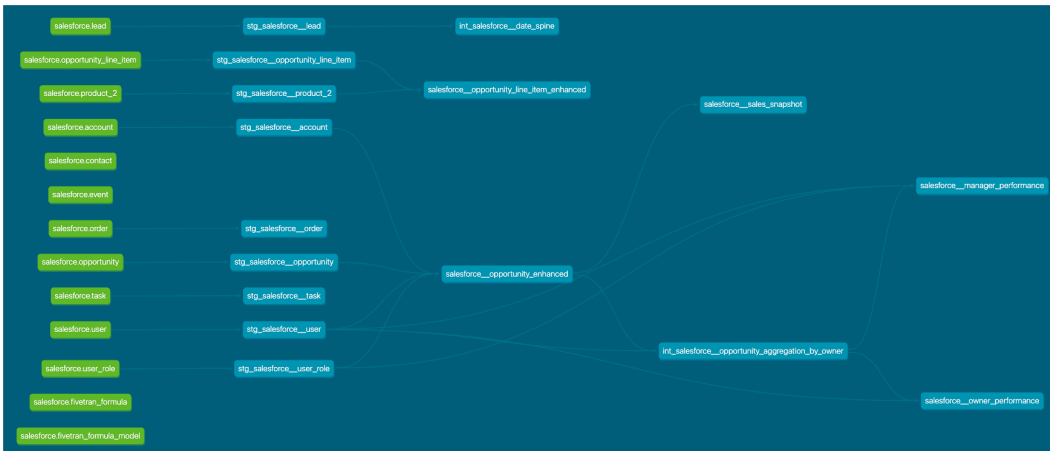 salesforce.lead
stg_salesforce__lead
int_salesforce__date_spine
salesforce.opportunity_line_item
stg_salesforce__opportunity_line_item
salesforce.product_2
stg_salesforce__product_2
salesforce__opportunity_line_item_enhanced
salesforce__sales_snapshot
salesforce.account
stg_salesforce__account
salesforce.contact
salesforce.event
salesforce__manager_performance
salesforce.order
stg_salesforce__order
salesforce.opportunity
stg_salesforce__opportunity
salesforce__opportunity_enhanced
salesforce.task
stg_salesforce__task
salesforce.user
stg_salesforce__user
int_salesforce__opportunity_aggregation_by_owner
salesforce.user_role
stg_salesforce__user_role
salesforce.fivetran_formula
salesforce__owner_performance
salesforce.fivetran_formula_model